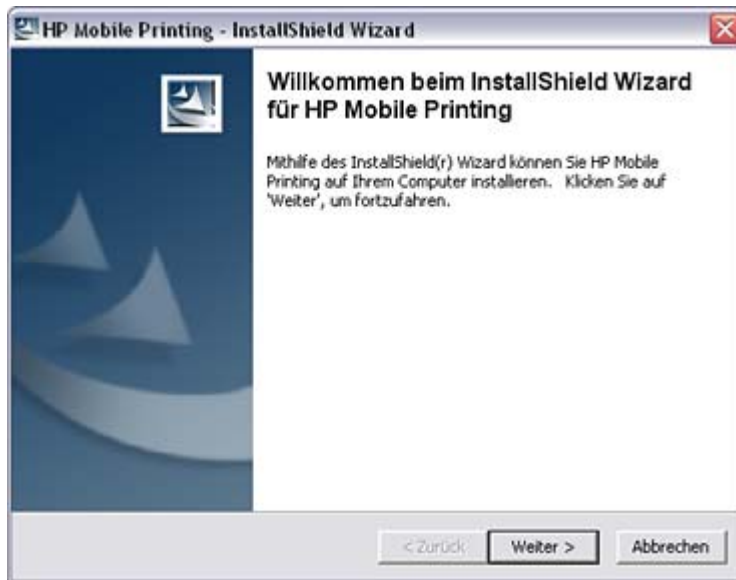 HP Mobile Printing - InstallShield Wizard
Willkommen beim InstallShield Wizard
für HP Mobile Printing
Mithilfe des InstallShield(r) Wizard können Sie HP Mobile
Printing auf Ihrem Computer installieren. Klicken Sie auf
'Weiter', um fortzufahren.
< Zurück Weiter > Abbrechen